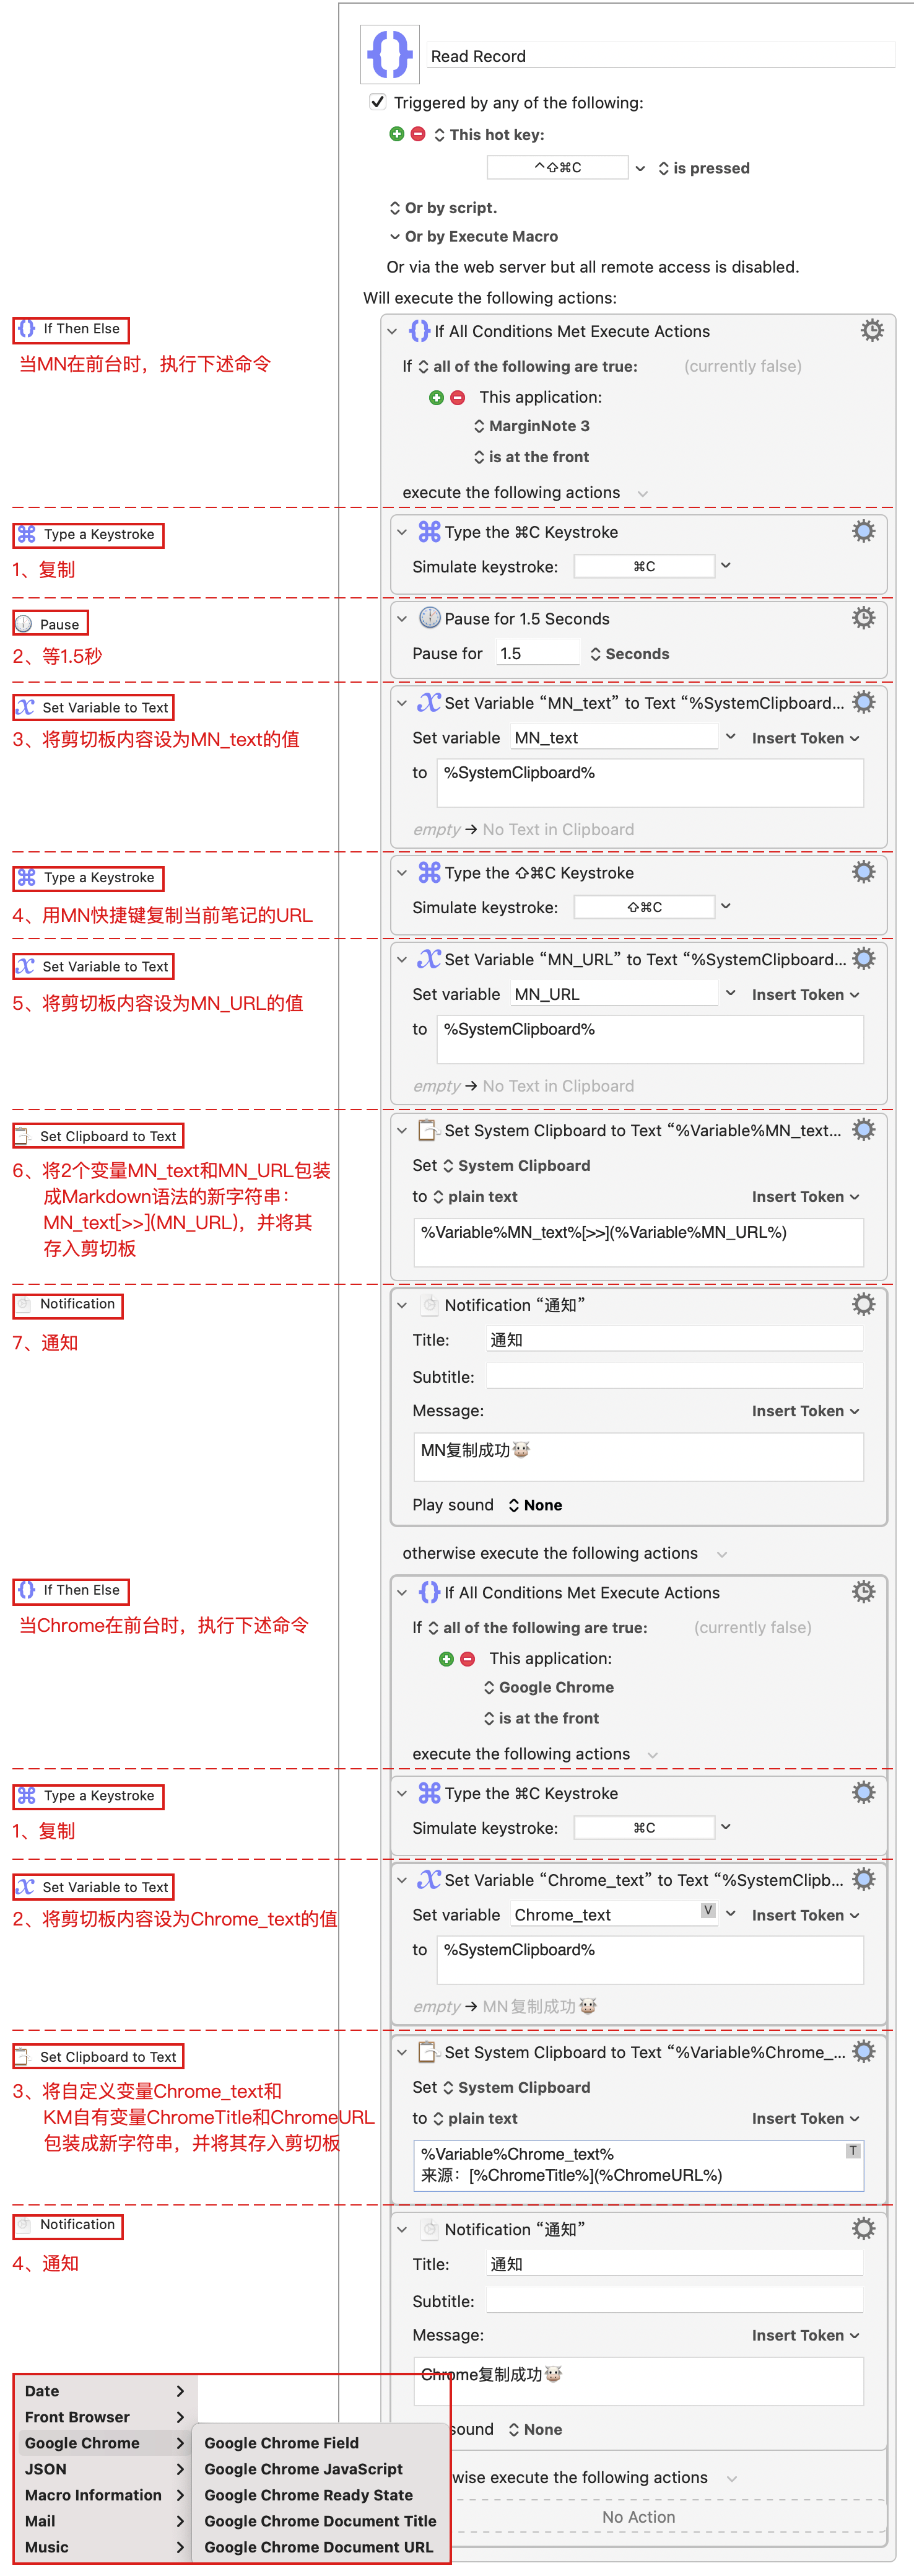 Read Record
Triggered by any of the following:
This hot key:
^⇧⌘C
is pressed
Or by script.
Or by Execute Macro
Or via the web server but all remote access is disabled.
Will execute the following actions:
If Then Else
If All Conditions Met Execute Actions
当MN在前台时，执行下述命令
If all of the following are true: (currently false)
This application:
MarginNote 3
is at the front
execute the following actions
Type a Keystroke
Type the ⌘C Keystroke
1、复制
Simulate keystroke: ⌘C
Pause
Pause for 1.5 Seconds
2、等1.5秒
Pause for 1.5 Seconds
Set Variable to Text
Set Variable “MN_text” to Text “%SystemClipboard...
3、将剪切板内容设为MN_text的值
Set variable MN_text Insert Token
to %SystemClipboard%
empty → No Text in Clipboard
Type a Keystroke
Type the ⇧⌘C Keystroke
4、用MN快捷键复制当前笔记的URL
Simulate keystroke: ⇧⌘C
Set Variable to Text
Set Variable “MN_URL” to Text “%SystemClipboard...
5、将剪切板内容设为MN_URL的值
Set variable MN_URL Insert Token
to %SystemClipboard%
empty → No Text in Clipboard
Set Clipboard to Text
Set System Clipboard to Text “%Variable%MN_text...
6、将2个变量MN_text和MN_URL包装
成Markdown语法的新字符串：
MN_text[>>](MN_URL)，并将其
存入剪切板
Set System Clipboard
to plain text Insert Token
%Variable%MN_text%[>>](%Variable%MN_URL%)
Notification
Notification “通知”
7、通知
Title: 通知
Subtitle:
Message: Insert Token
MN复制成功🐮
Play sound None
otherwise execute the following actions
If Then Else
If All Conditions Met Execute Actions
当Chrome在前台时，执行下述命令
If all of the following are true: (currently false)
This application:
Google Chrome
is at the front
execute the following actions
Type a Keystroke
Type the ⌘C Keystroke
1、复制
Simulate keystroke: ⌘C
Set Variable to Text
Set Variable “Chrome_text” to Text “%SystemClipb...
2、将剪切板内容设为Chrome_text的值
Set variable Chrome_text V Insert Token
to %SystemClipboard%
empty → MN复制成功🐮
Set Clipboard to Text
Set System Clipboard to Text “%Variable%Chrome_...
3、将自定义变量Chrome_text和
KM自有变量ChromeTitle和ChromeURL
包装成新字符串，并将其存入剪切板
Set System Clipboard
to plain text Insert Token
%Variable%Chrome_text% T
来源：[%ChromeTitle%](%ChromeURL%)
Notification
Notification “通知”
4、通知
Title: 通知
Subtitle:
Message: Insert Token
Chrome复制成功🐮
sound None
wise execute the following actions
No Action
Date
Front Browser
Google Chrome
JSON
Macro Information
Mail
Music
Google Chrome Field
Google Chrome JavaScript
Google Chrome Ready State
Google Chrome Document Title
Google Chrome Document URL